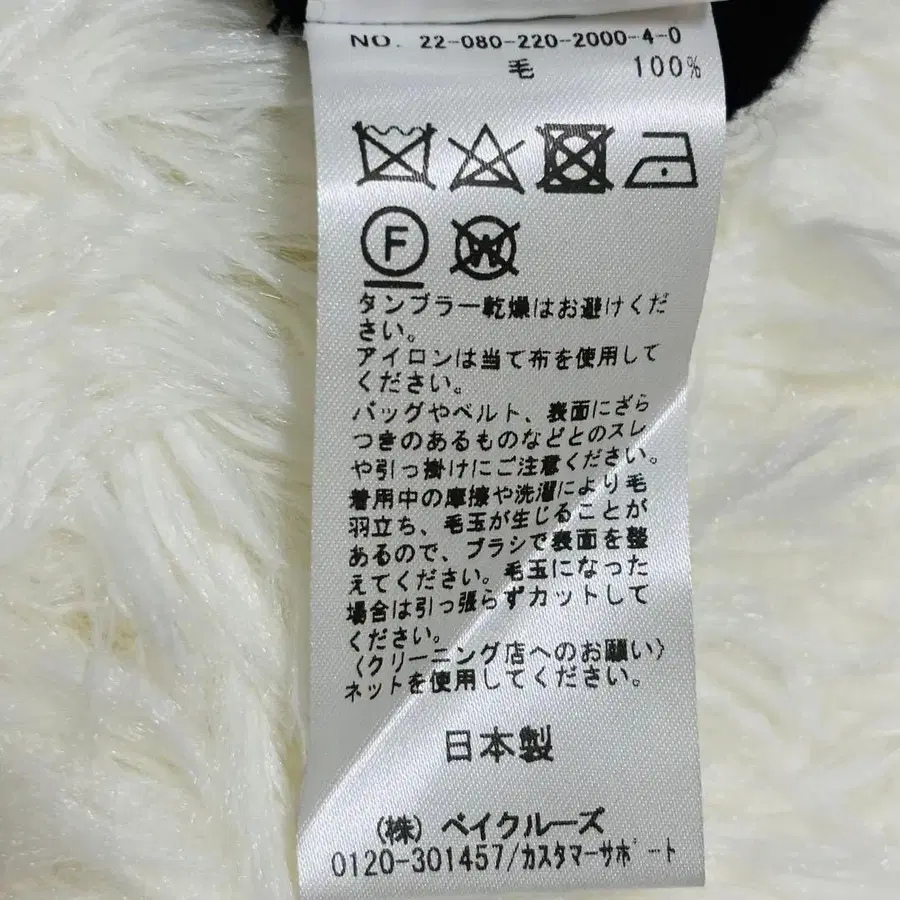 NO. 22-080-220-2000-4-0
毛 100%
F
W
タンブラー乾燥はお避けくだ
さい。
アイロンは当て布を使用して
ください。
バッグやベルト、表面にざら
つきのあるものなどとのスレ
や引っ掛けにご注意ください。
着用中の摩擦や洗濯により毛
羽立ち、毛玉が生じることが
あるので、ブラシで表面を整
えてください。毛玉になった
場合は引っ張らずカットして
ください。
〈クリーニング店へのお願い〉
ネットを使用してください。
日本製
(株) ベイクルーズ
0120-301457/カスタマーサポート